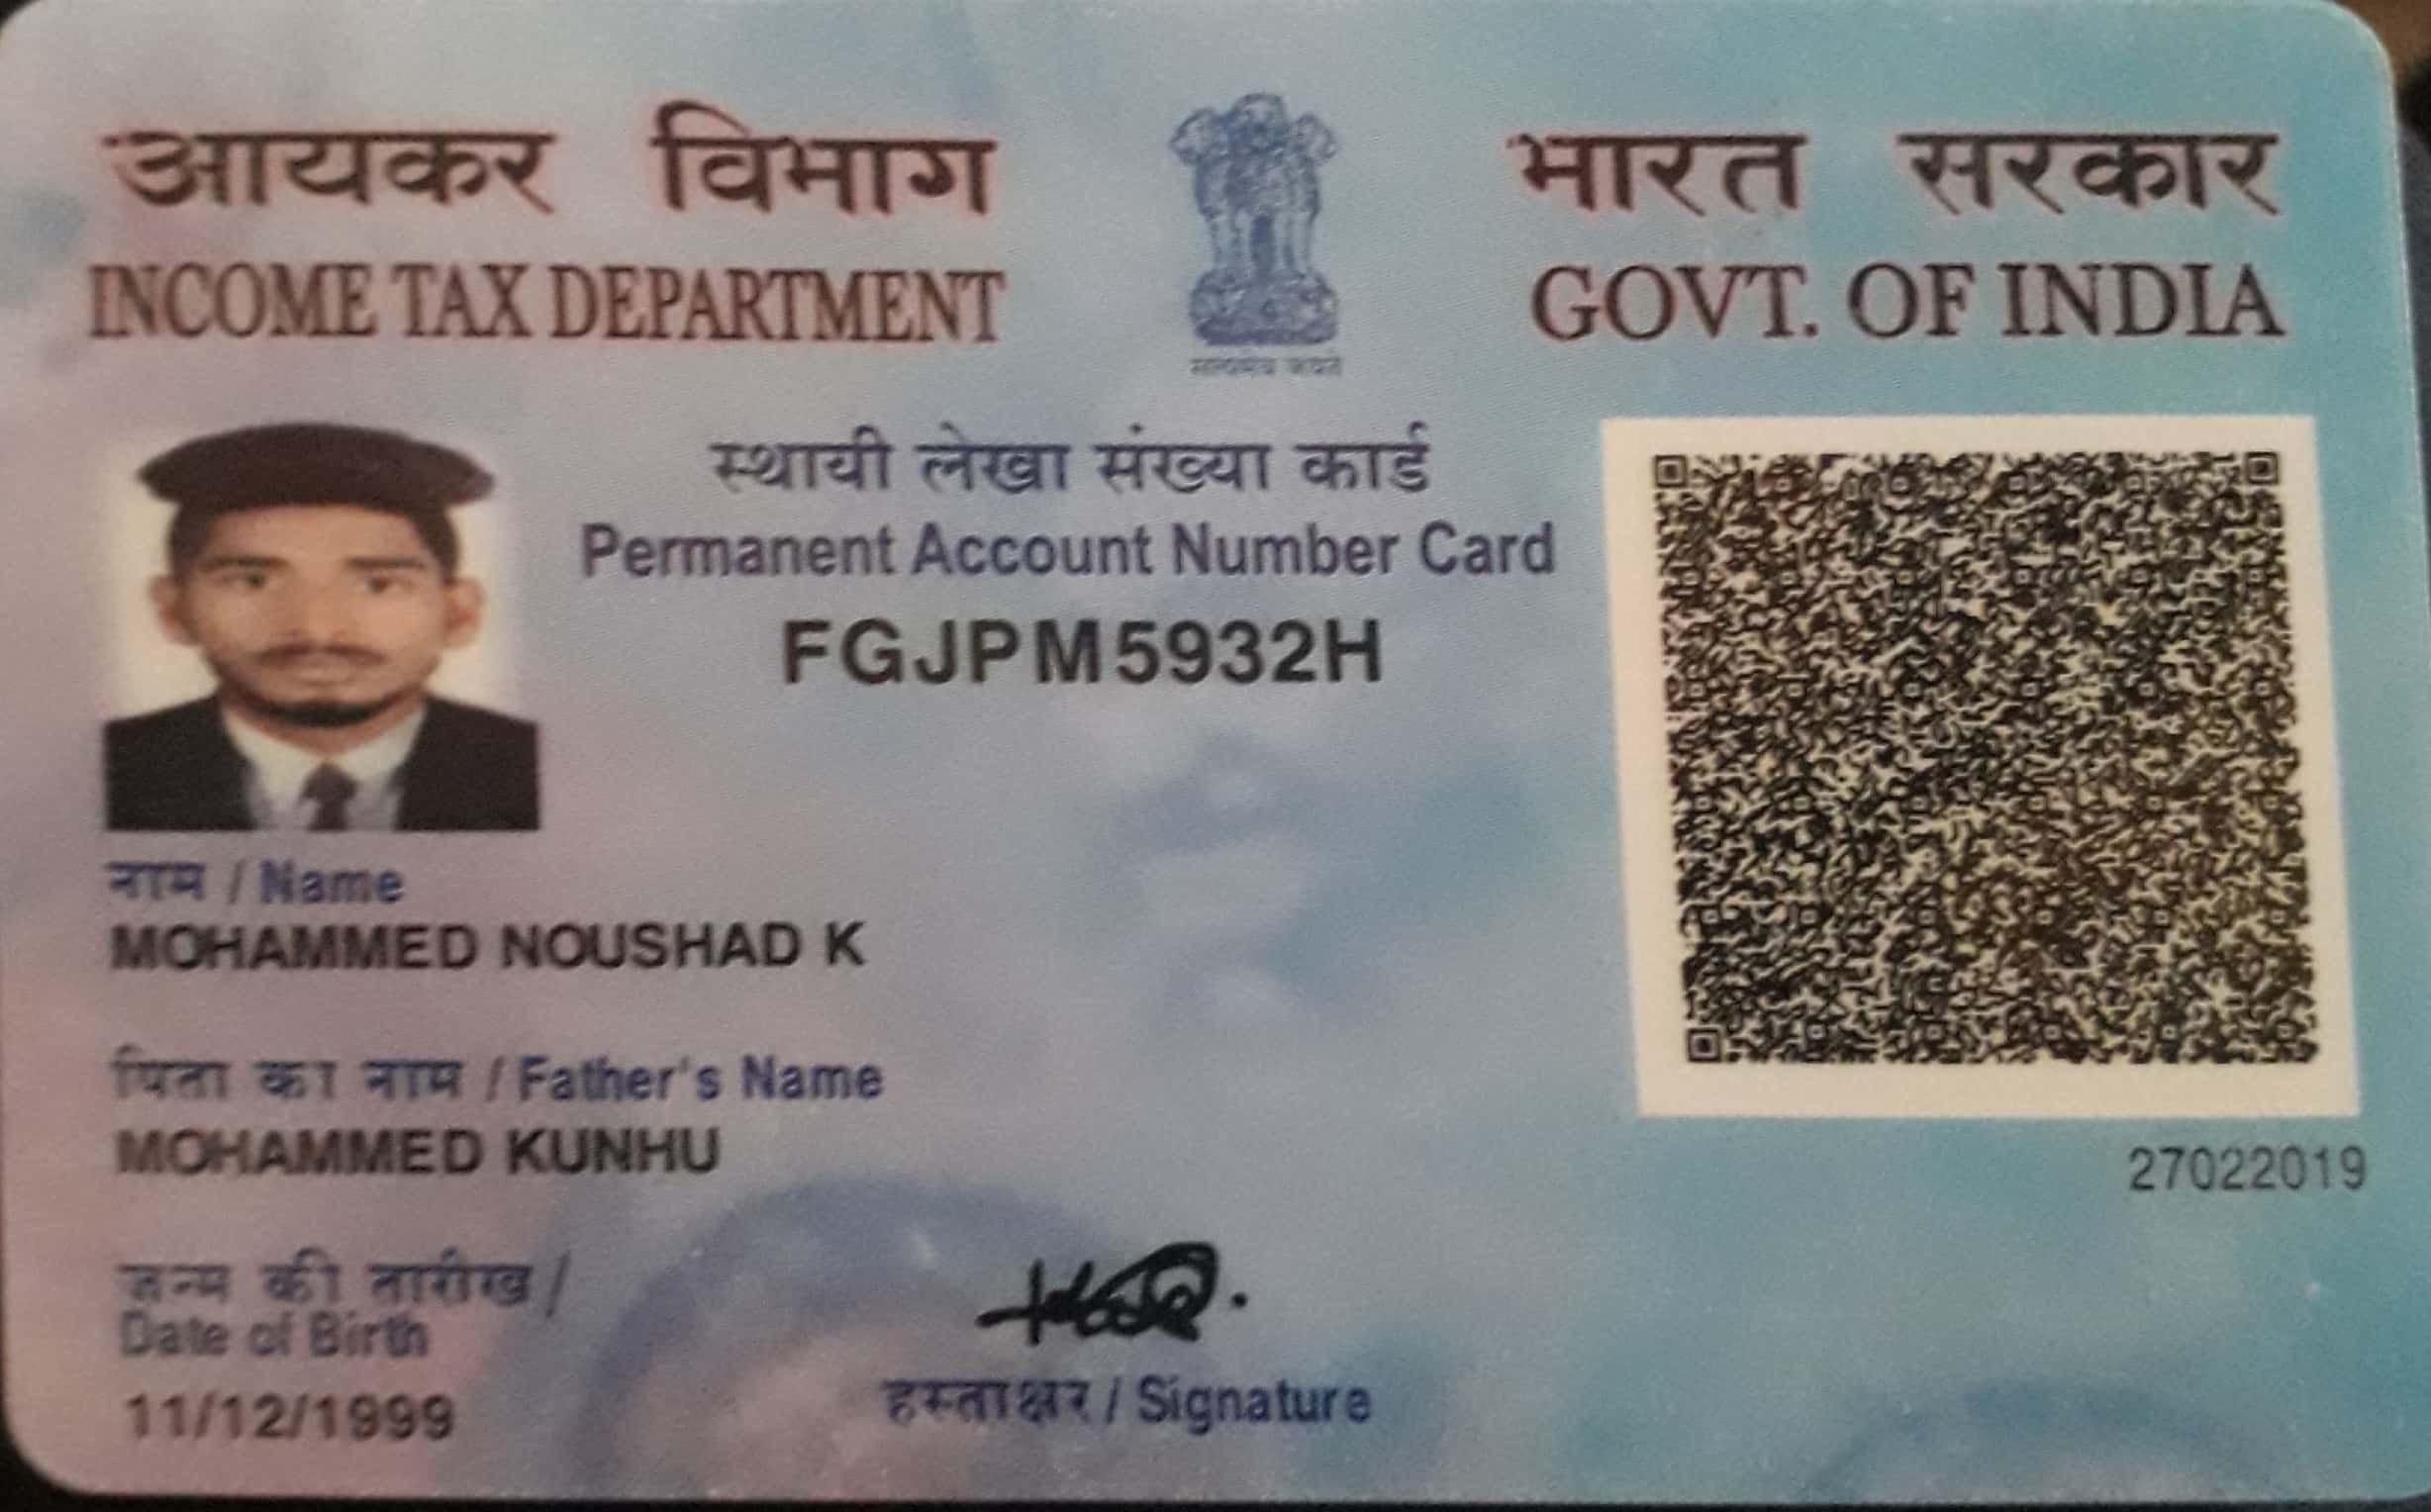 आयकर विभाग
INCOME TAX DEPARTMENT
सत्यमेव जयते
भारत सरकार
GOVT. OF INDIA
स्थायी लेखा संख्या कार्ड
Permanent Account Number Card
FGJPM5932H
नाम / Name
MOHAMMED NOUSHAD K
पिता का नाम / Father's Name
MOHAMMED KUNHU
27022019
जन्म की तारीख /
Date of Birth
11/12/1999
हस्ताक्षर / Signature